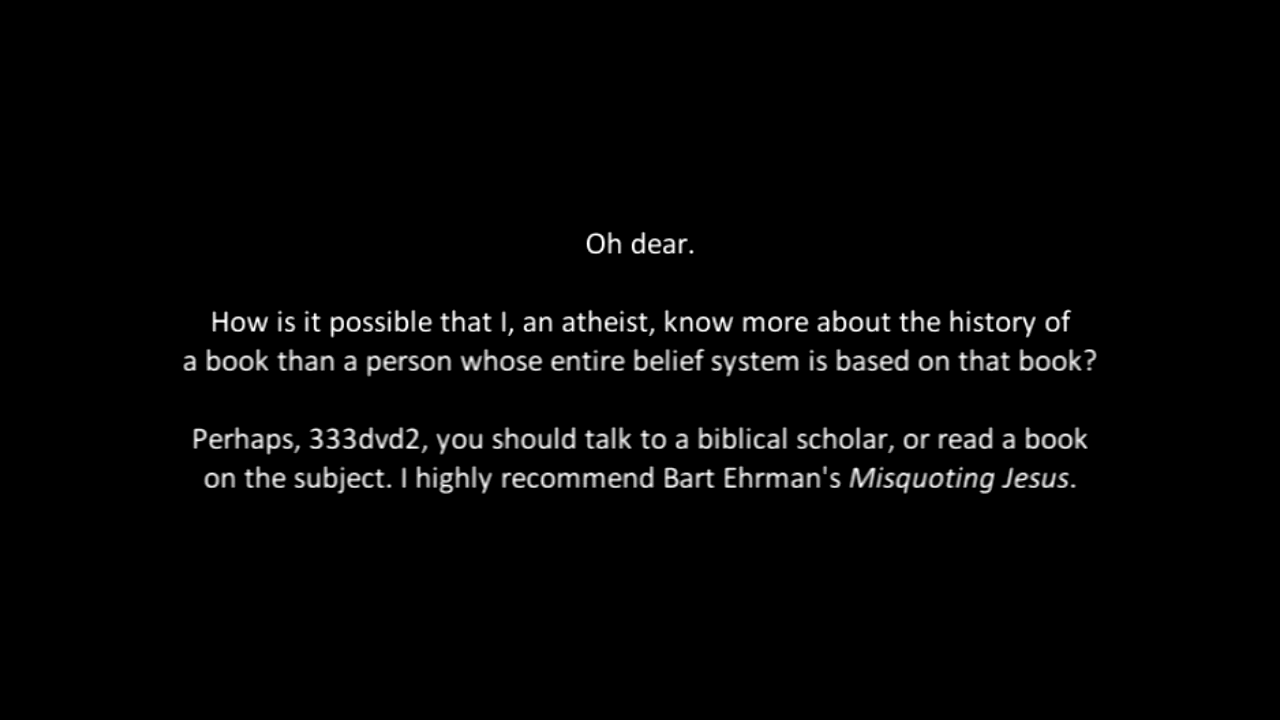 Oh dear.
How is it possible that I, an atheist, know more about the history of
a book than a person whose entire belief system is based on that book?
Perhaps, 333dvd2, you should talk to a biblical scholar, or read a book
on the subject. I highly recommend Bart Ehrman's Misquoting Jesus.